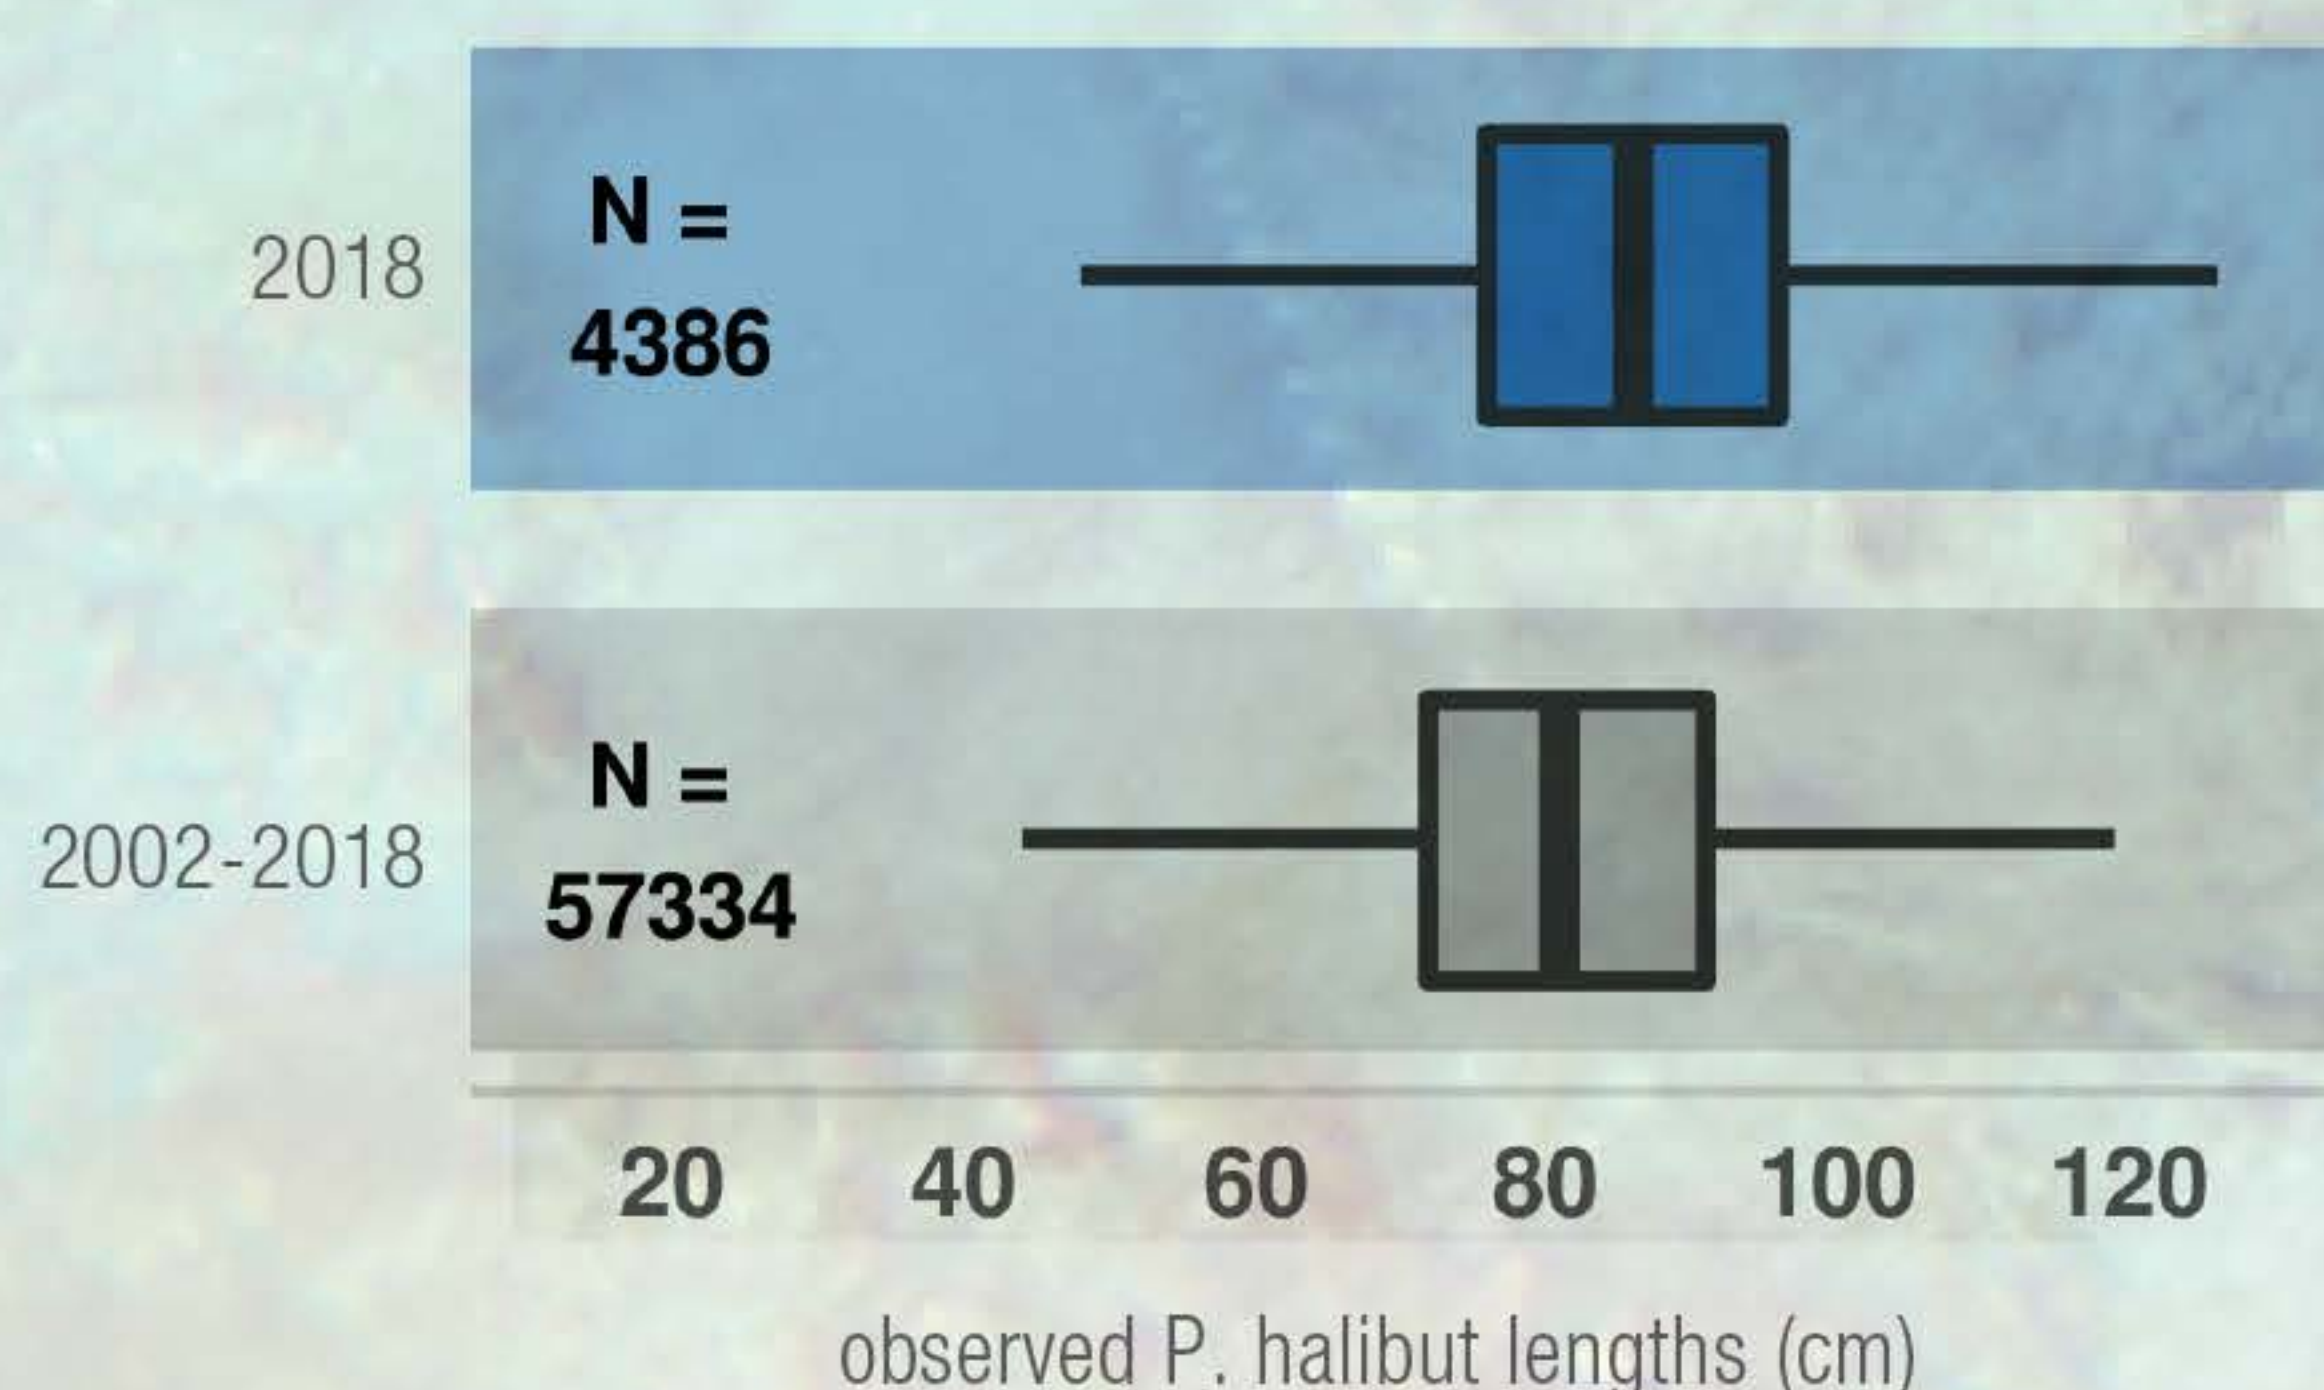 2018
N =
4386
2002-2018
N =
57334
20 40 60 80 100 120
observed P. halibut lengths (cm)